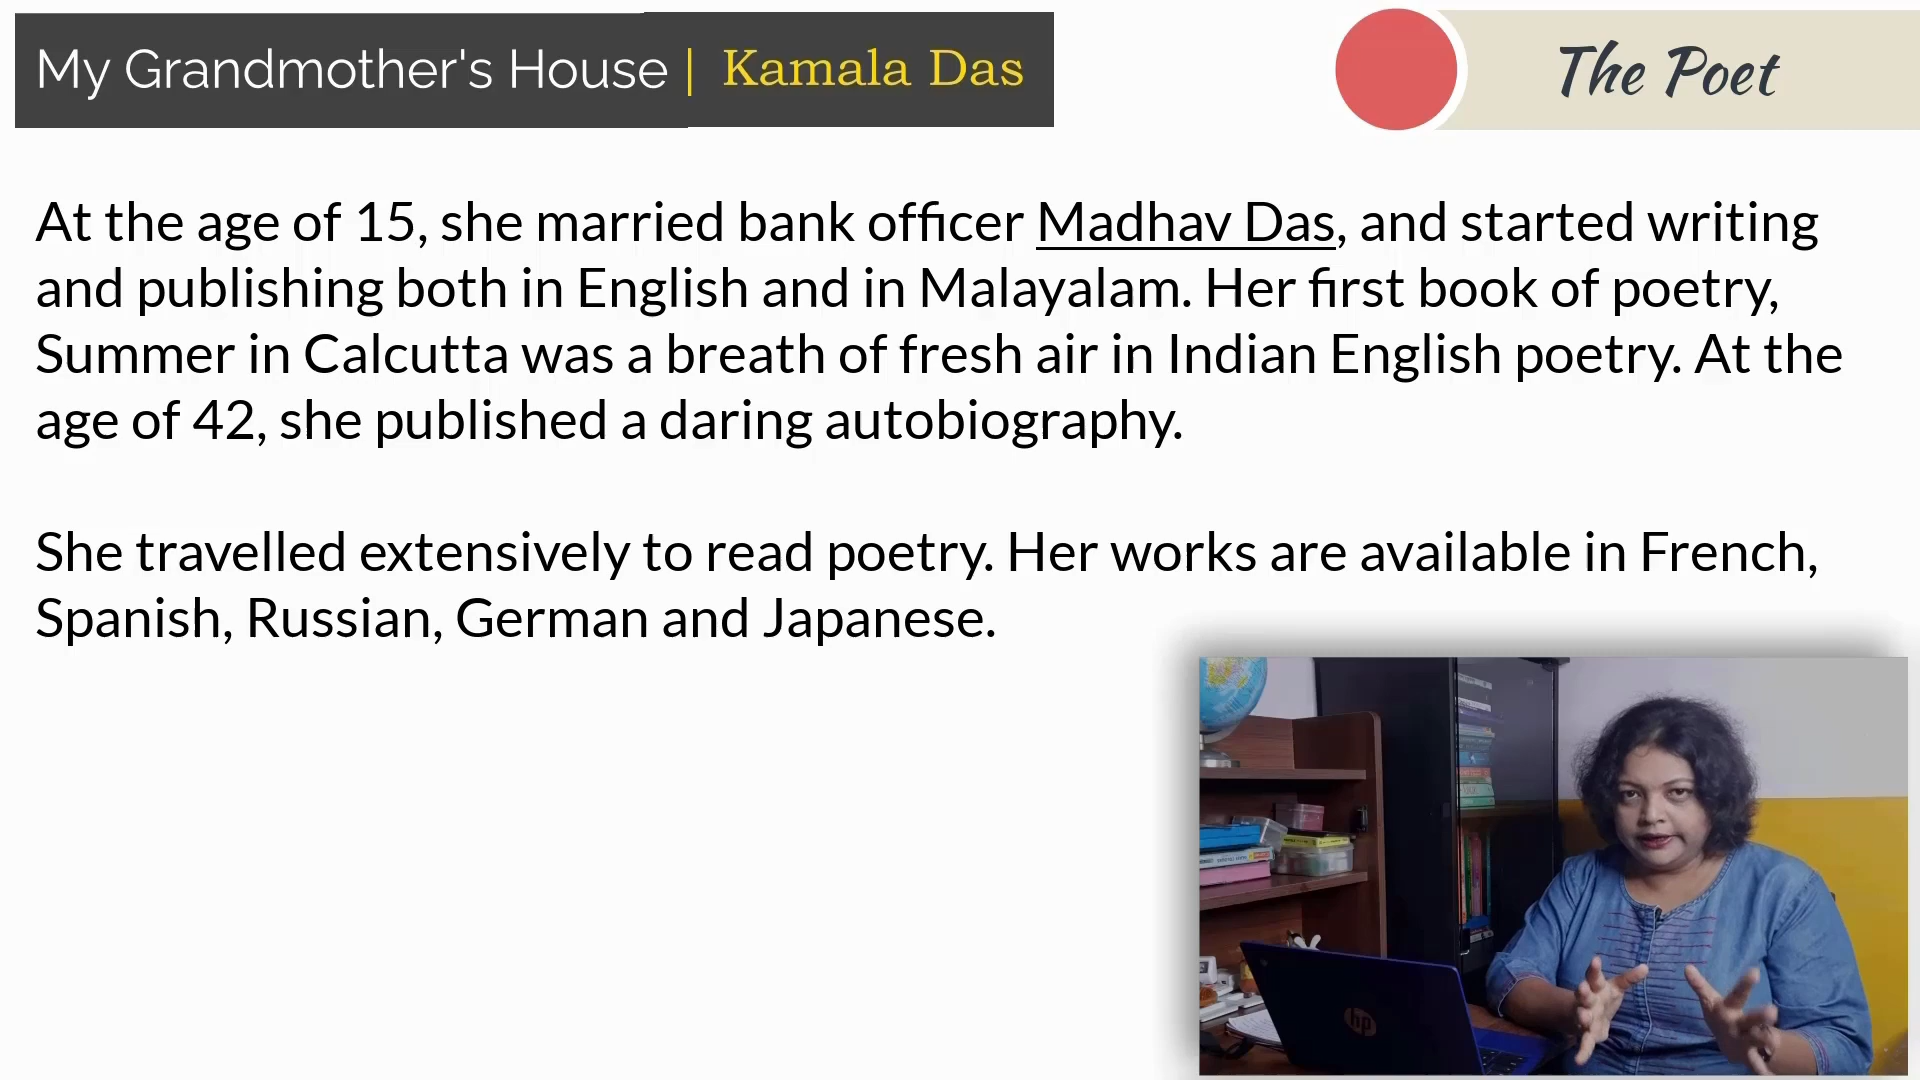 My Grandmother's House | Kamala Das
The Poet
At the age of 15, she married bank officer Madhav Das, and started writing
and publishing both in English and in Malayalam. Her first book of poetry,
Summer in Calcutta was a breath of fresh air in Indian English poetry. At the
age of 42, she published a daring autobiography.
She travelled extensively to read poetry. Her works are available in French,
Spanish, Russian, German and Japanese.
hp